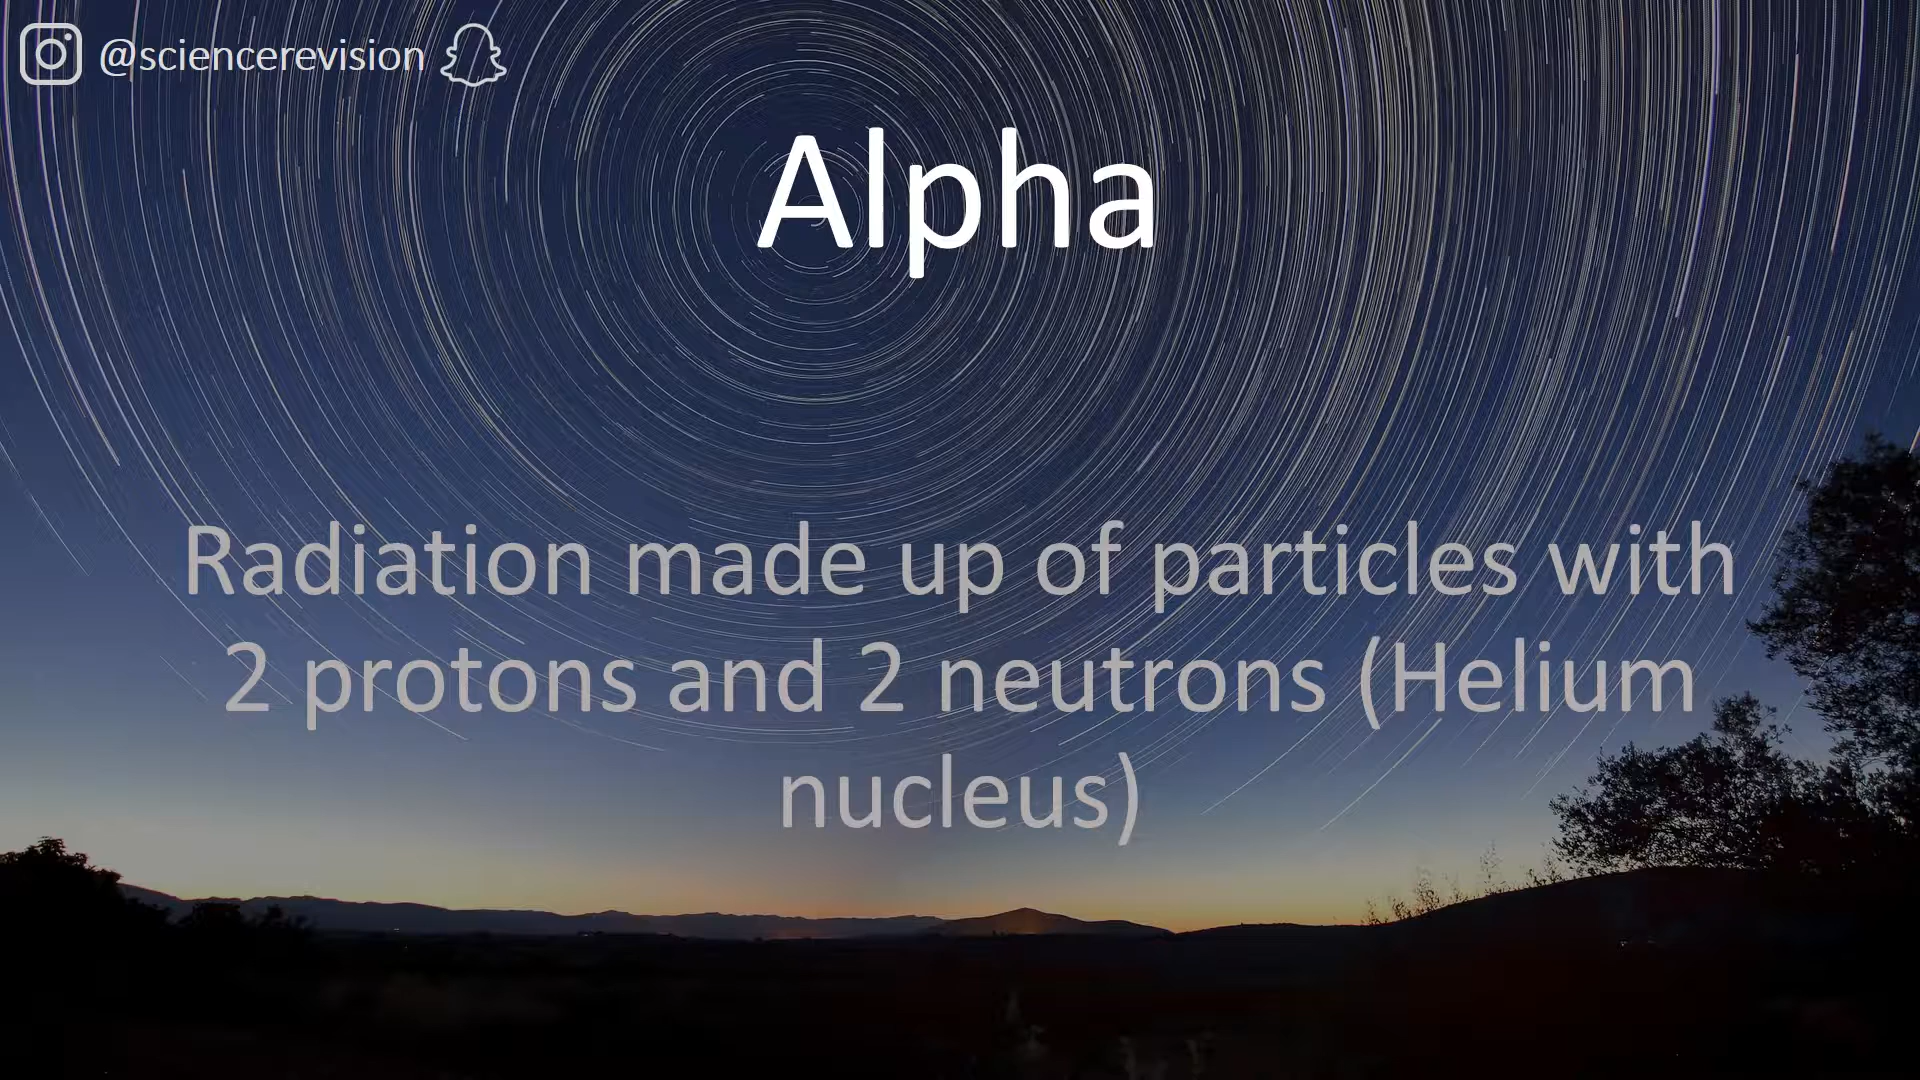 @sciencerevision
Alpha
Radiation made up of particles with
2 protons and 2 neutrons (Helium
nucleus)